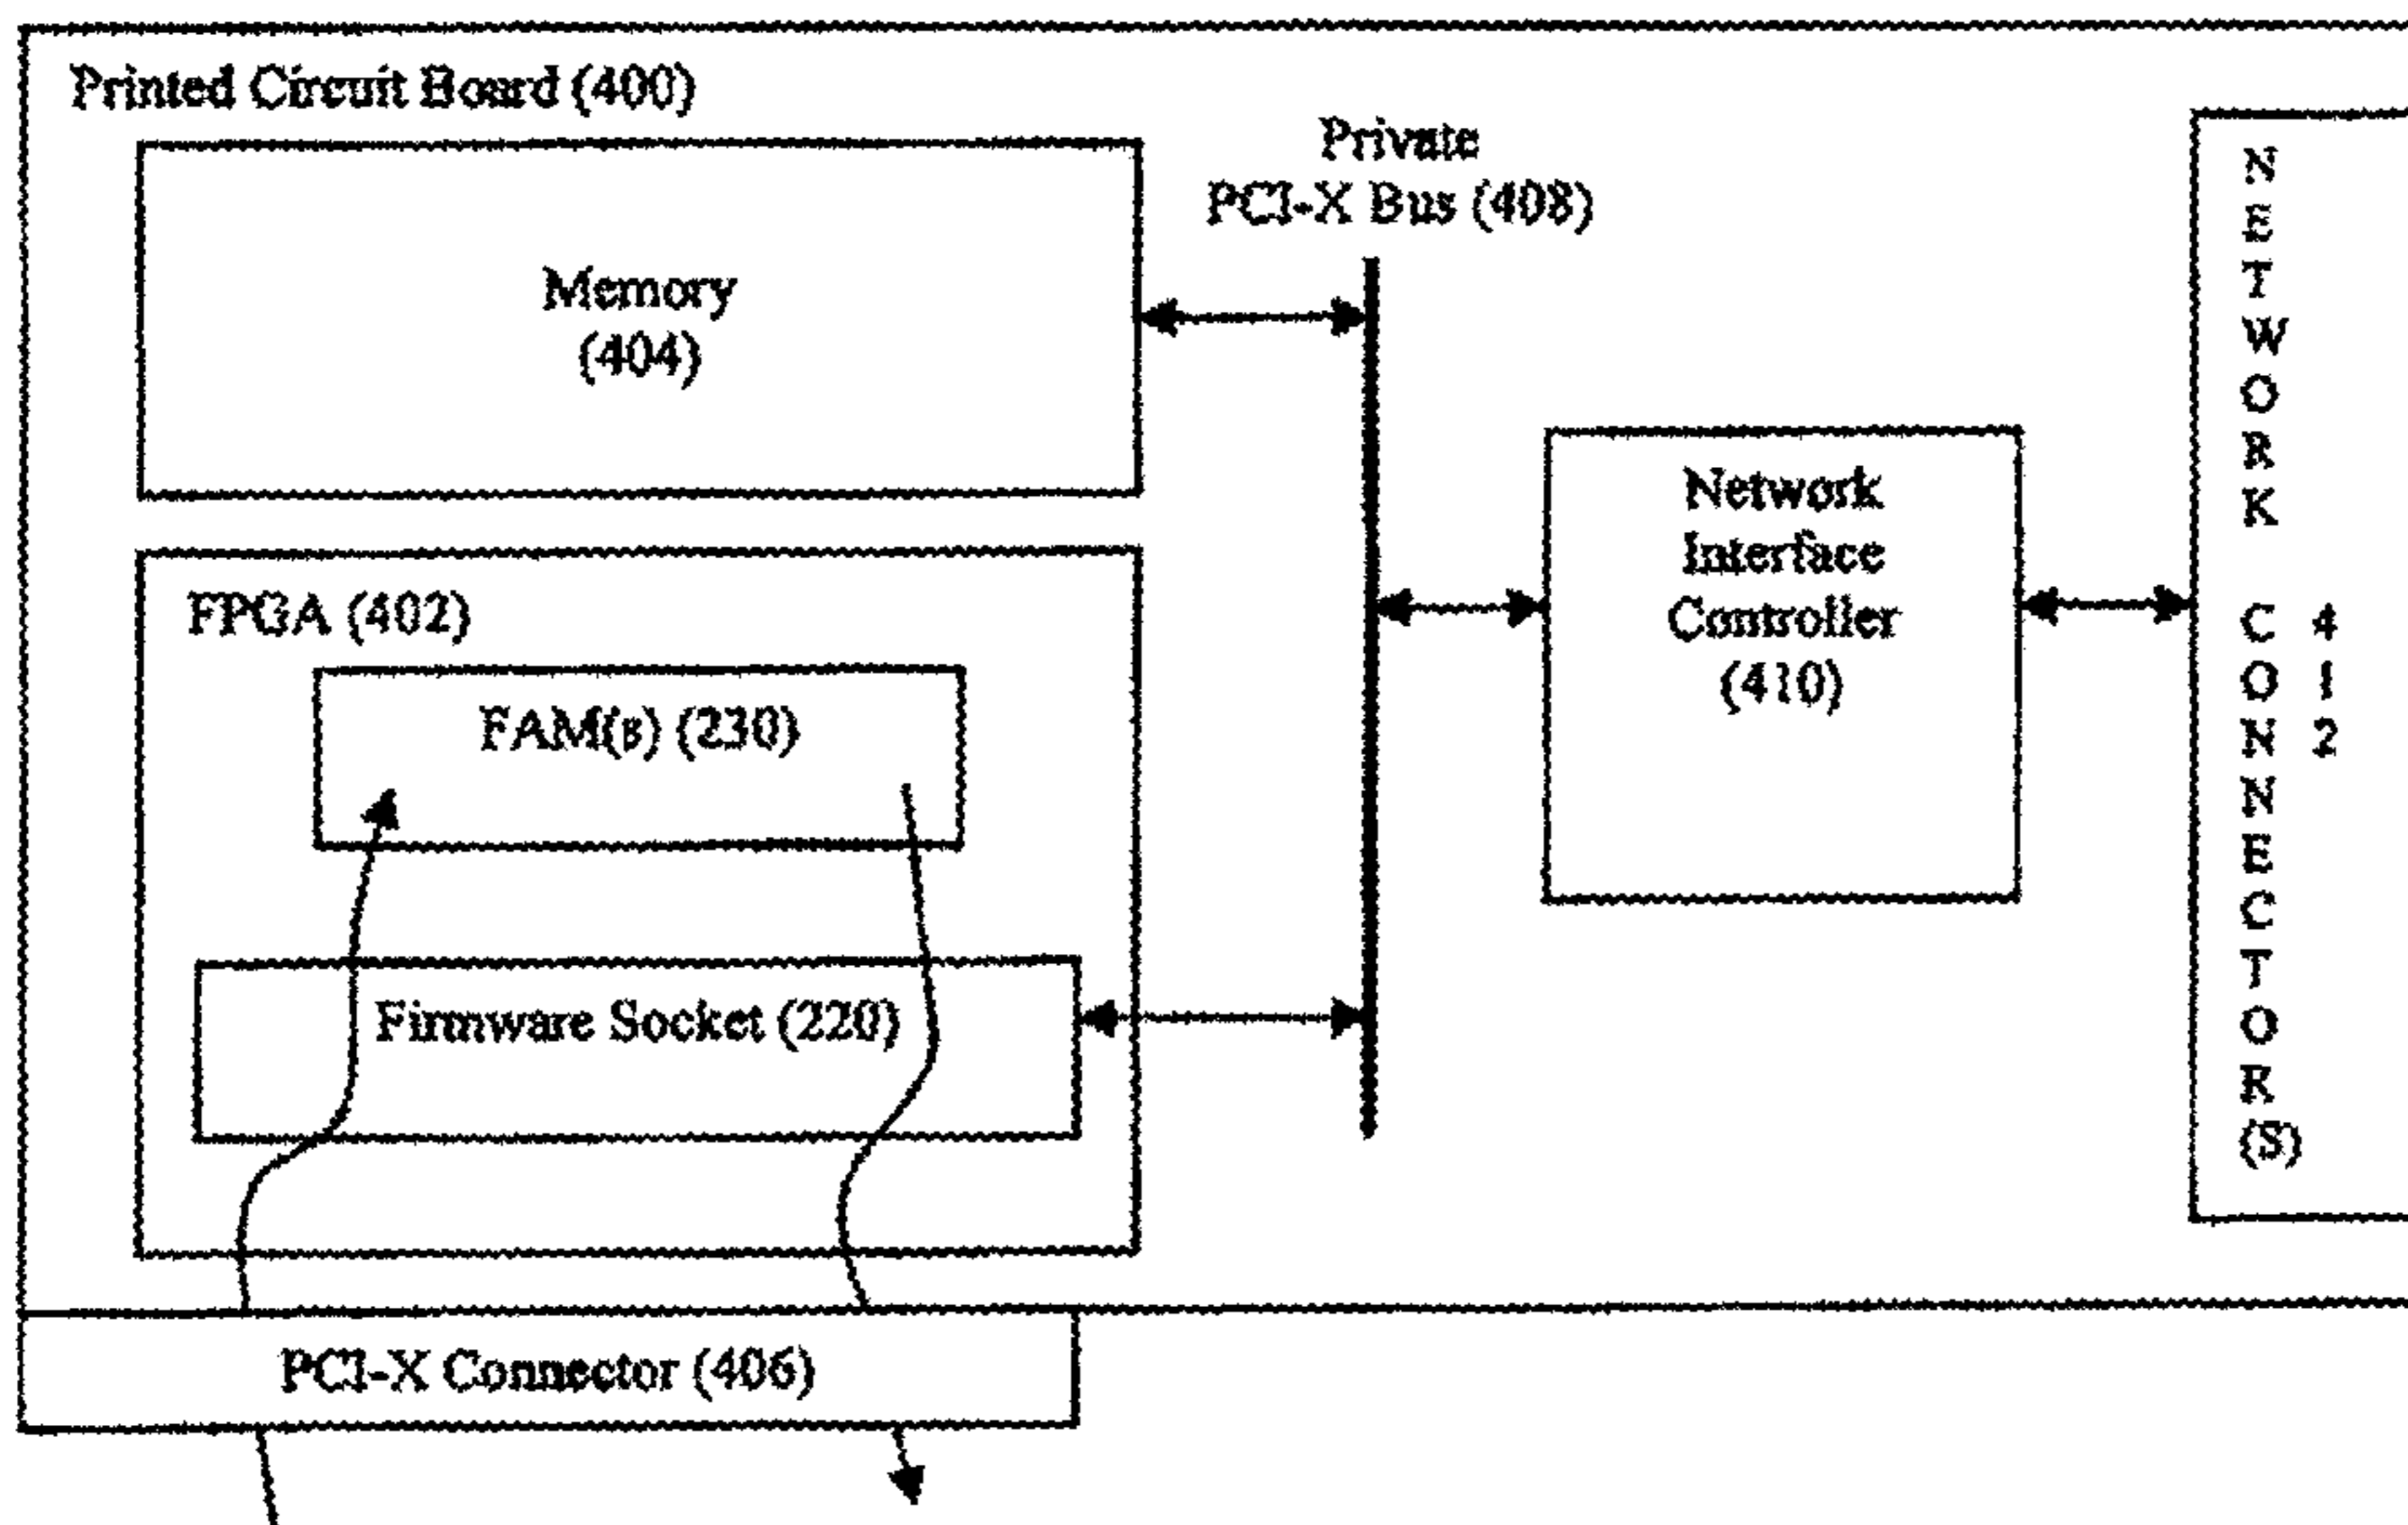 Printed Circuit Board (400)
Private
PCI-X Bus (408)
Memory
(404)
Network
Interface
Controller
(410)
FPGA (402)
FAM(s) (230)
Firmware Socket (220)
PCI-X Connector (406)
NETWORK CONNECTOR(S)
412